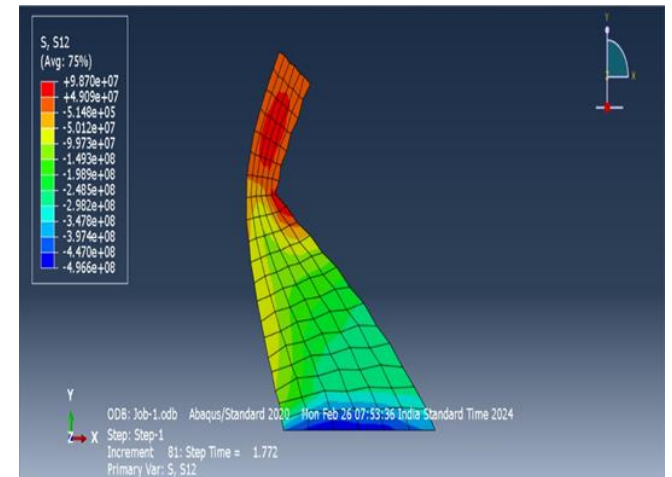 S, S12
(Avg: 75%)
+9.870e+07
+4.909e+07
-5.148e+05
-5.012e+07
-9.973e+07
-1.493e+08
-1.989e+08
-2.485e+08
-2.982e+08
-3.478e+08
-3.974e+08
-4.470e+08
-4.966e+08
Y
X
Y
Z X
ODB: Job-1.odb Abaqus/Standard 2020 Mon Feb 26 07:53:36 India Standard Time 2024
Step: Step-1
Increment 81: Step Time = 1.772
Primary Var: S, S12